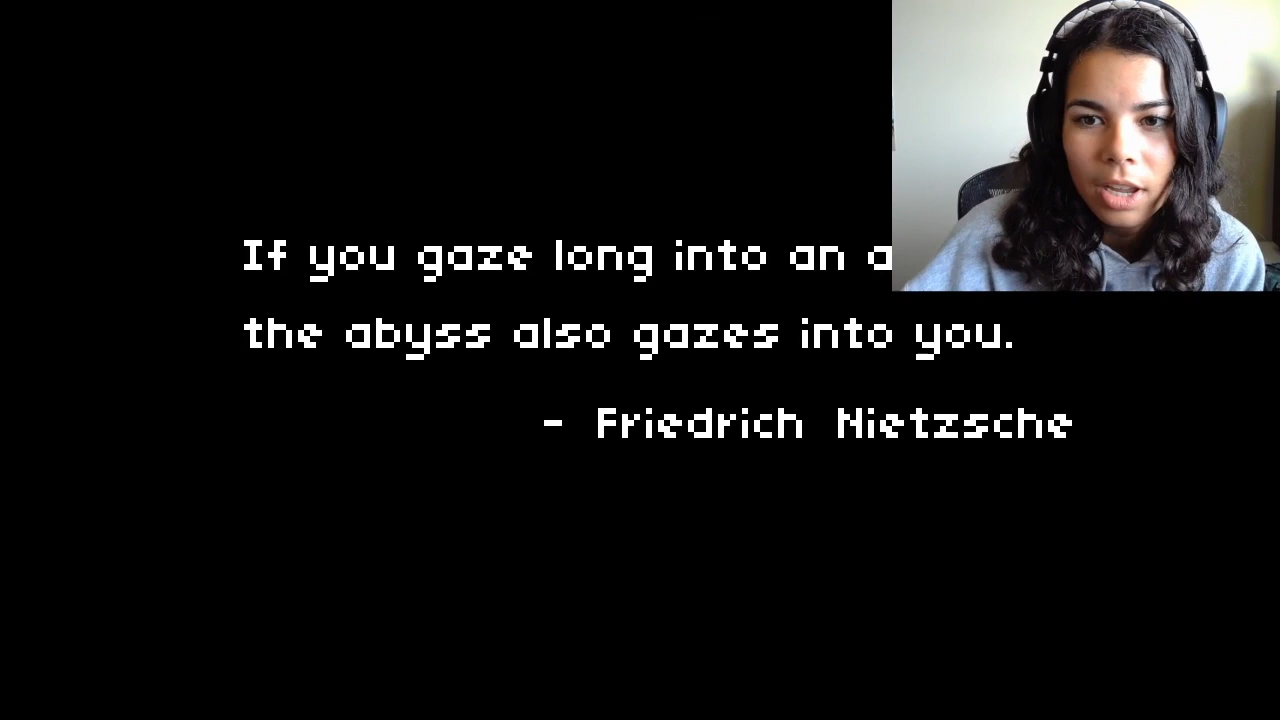 If you gaze long into an a
the abyss also gazes into you.
- Friedrich Nietzsche